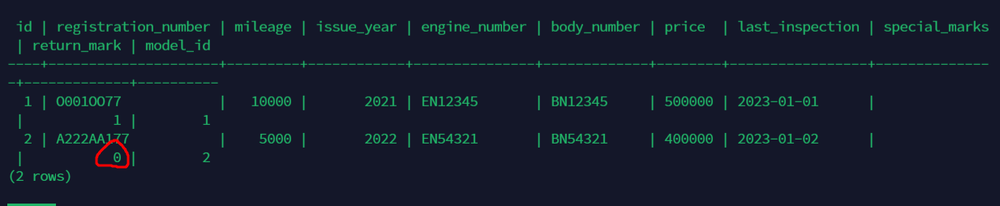 id | registration_number | mileage | issue_year | engine_number | body_number | price | last_inspection | special_marks
| return_mark | model_id
----+---------------------+---------+------------+---------------+-------------+--------+-----------------+--------------
-+-------------+----------
1 | O001OO77 | 10000 | 2021 | EN12345 | BN12345 | 500000 | 2023-01-01 |
| 1 | 1
2 | A222AA177 | 5000 | 2022 | EN54321 | BN54321 | 400000 | 2023-01-02 |
| 0 | 2
(2 rows)